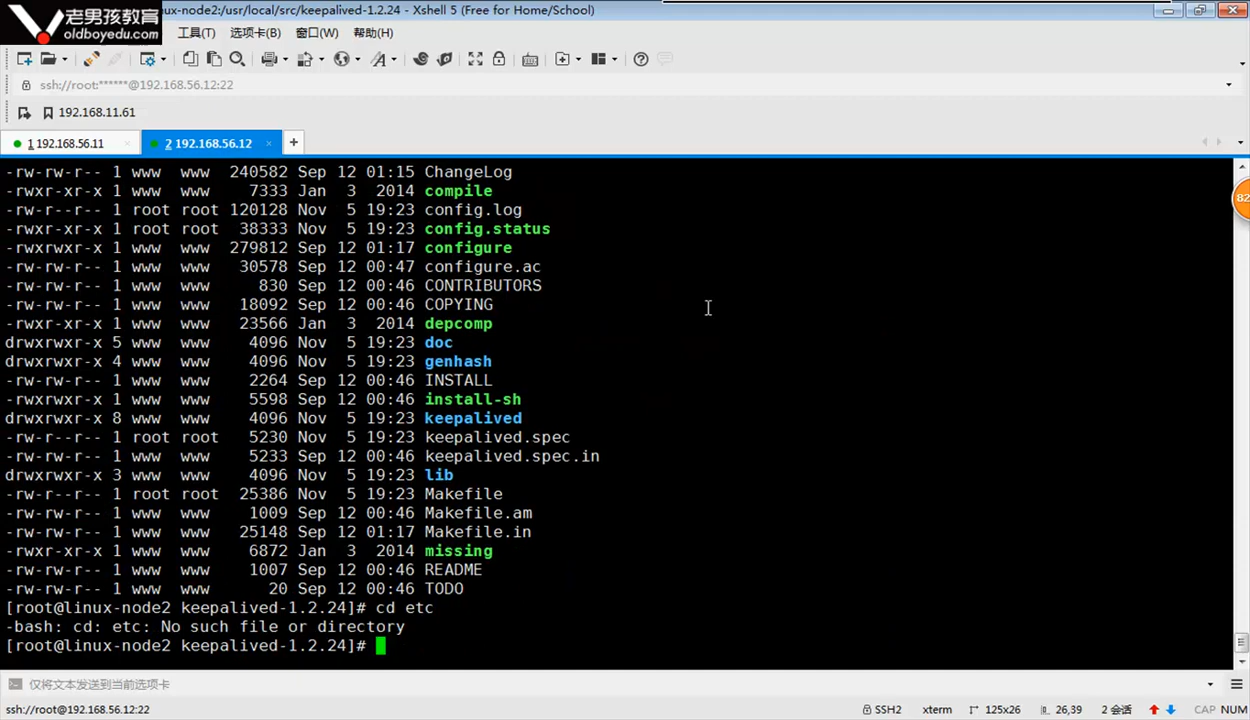 老男孩教育
oldboyedu.com
nux-node2:/usr/local/src/keepalived-1.2.24 - Xshell 5 (Free for Home/School)
工具(T) 选项卡(B) 窗口(W) 帮助(H)
ssh://root:******@192.168.56.12:22
192.168.11.61
1 192.168.56.11 × 2 192.168.56.12 × +
-rw-rw-r-- 1 www www 240582 Sep 12 01:15 ChangeLog
-rwxr-xr-x 1 www www 7333 Jan 3 2014 compile
-rw-r--r-- 1 root root 120128 Nov 5 19:23 config.log
-rwxr-xr-x 1 root root 38333 Nov 5 19:23 config.status
-rwxrwxr-x 1 www www 279812 Sep 12 01:17 configure
-rw-rw-r-- 1 www www 30578 Sep 12 00:47 configure.ac
-rw-rw-r-- 1 www www 830 Sep 12 00:46 CONTRIBUTORS
-rw-rw-r-- 1 www www 18092 Sep 12 00:46 COPYING
-rwxr-xr-x 1 www www 23566 Jan 3 2014 depcomp
drwxrwxr-x 5 www www 4096 Nov 5 19:23 doc
drwxrwxr-x 4 www www 4096 Nov 5 19:23 genhash
-rw-rw-r-- 1 www www 2264 Sep 12 00:46 INSTALL
-rwxrwxr-x 1 www www 5598 Sep 12 00:46 install-sh
drwxrwxr-x 8 www www 4096 Nov 5 19:23 keepalived
-rw-r--r-- 1 root root 5230 Nov 5 19:23 keepalived.spec
-rw-rw-r-- 1 www www 5233 Sep 12 00:46 keepalived.spec.in
drwxrwxr-x 3 www www 4096 Nov 5 19:23 lib
-rw-r--r-- 1 root root 25386 Nov 5 19:23 Makefile
-rw-rw-r-- 1 www www 1009 Sep 12 00:46 Makefile.am
-rw-rw-r-- 1 www www 25148 Sep 12 01:17 Makefile.in
-rwxr-xr-x 1 www www 6872 Jan 3 2014 missing
-rw-rw-r-- 1 www www 1007 Sep 12 00:46 README
-rw-rw-r-- 1 www www 20 Sep 12 00:46 TODO
[root@linux-node2 keepalived-1.2.24]# cd etc
-bash: cd: etc: No such file or directory
[root@linux-node2 keepalived-1.2.24]#
82
仅将文本发送到当前选项卡
ssh://root@192.168.56.12:22 SSH2 xterm 125x26 26,39 2 会话 CAP NUM